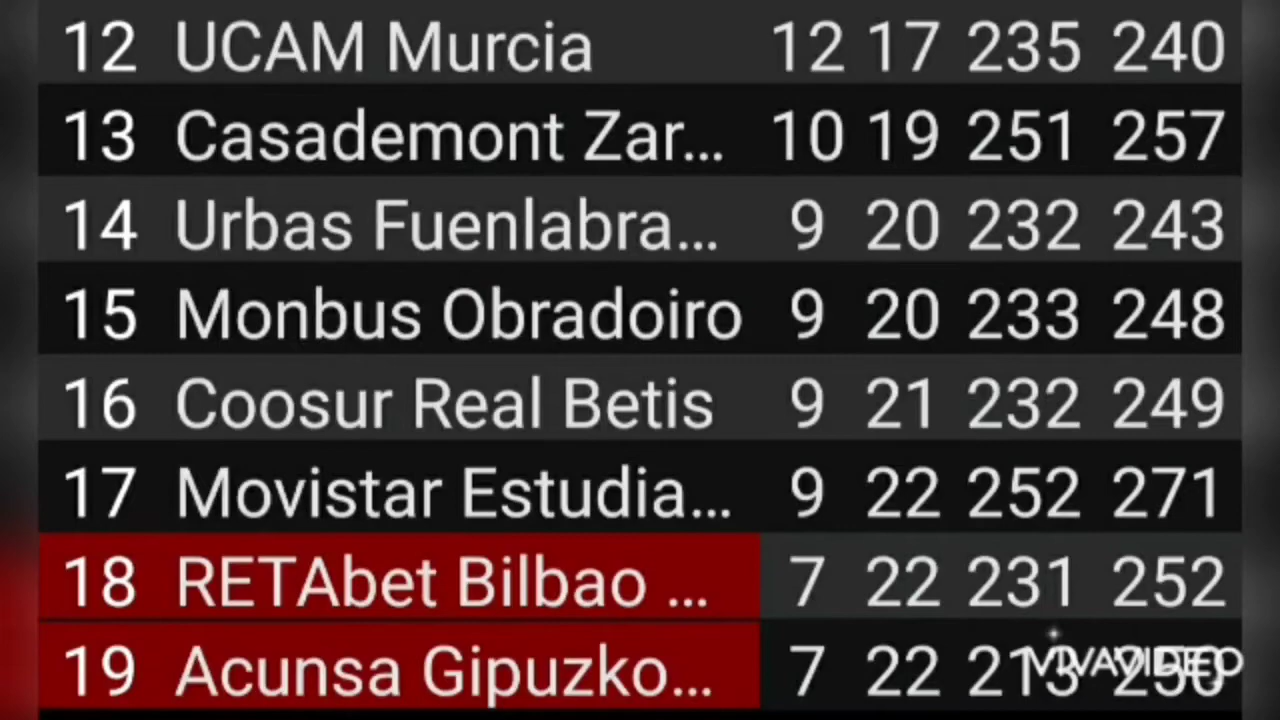 12 UCAM Murcia 12 17 235 240
13 Casademont Zar... 10 19 251 257
14 Urbas Fuenlabra... 9 20 232 243
15 Monbus Obradoiro 9 20 233 248
16 Coosur Real Betis 9 21 232 249
17 Movistar Estudia... 9 22 252 271
18 RETAbet Bilbao ... 7 22 231 252
19 Acunsa Gipuzko... 7 22 213
VIVAVIDEO